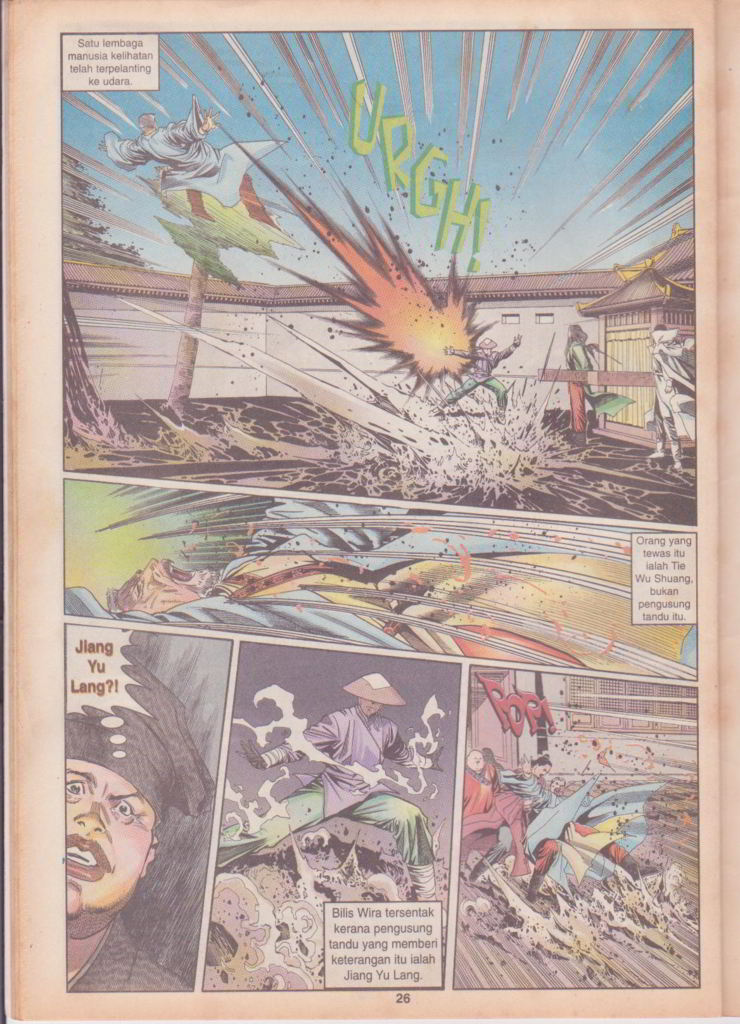 Satu lembaga
manusia kelihatan
telah terpelanting
ke udara.
URGH!
Orang yang
tewas itu
ialah Tie
Wu Shuang,
bukan
pengusung
tandu itu.
Jiang
Yu
Lang?!
POM!
Bilis Wira tersentak
kerana pengusung
tandu yang memberi
keterangan itu ialah
Jiang Yu Lang.
26